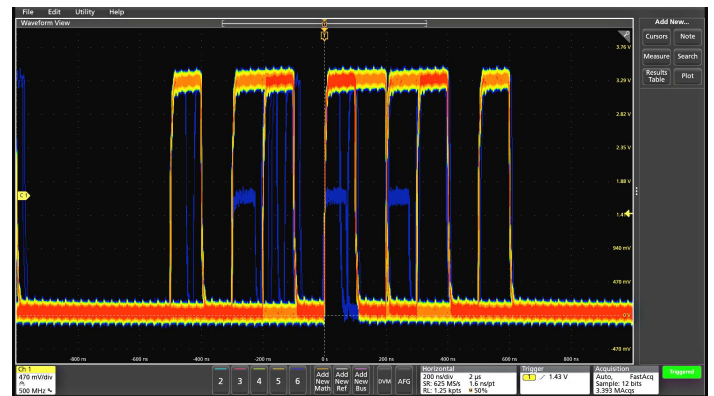 File Edit Utility Help
Waveform View
Add New...
Cursors Note
Measure Search
Results Table Plot
3.76 V
3.29 V
2.82 V
2.35 V
1.88 V
1.41
940 mV
470 mV
0 V
-470 mV
C1
-800 ns -600 ns -400 ns -200 ns 0 s 200 ns 400 ns 600 ns 800 ns
Ch 1
470 mV/div
500 MHz
2 3 4 5 6
Add New Math
Add New Ref
Add New Bus
DVM AFG
Horizontal
200 ns/div 2 µs
SR: 625 MS/s 1.6 ns/pt
RL: 1.25 kpts 50%
Trigger
1 1.43 V
Acquisition
Auto, FastAcq
Sample: 12 bits
3.393 MAcqs
Triggered